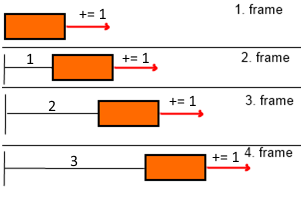 += 1 1. frame
1 += 1 2. frame
2 += 1 3. frame
3 += 1 4. frame